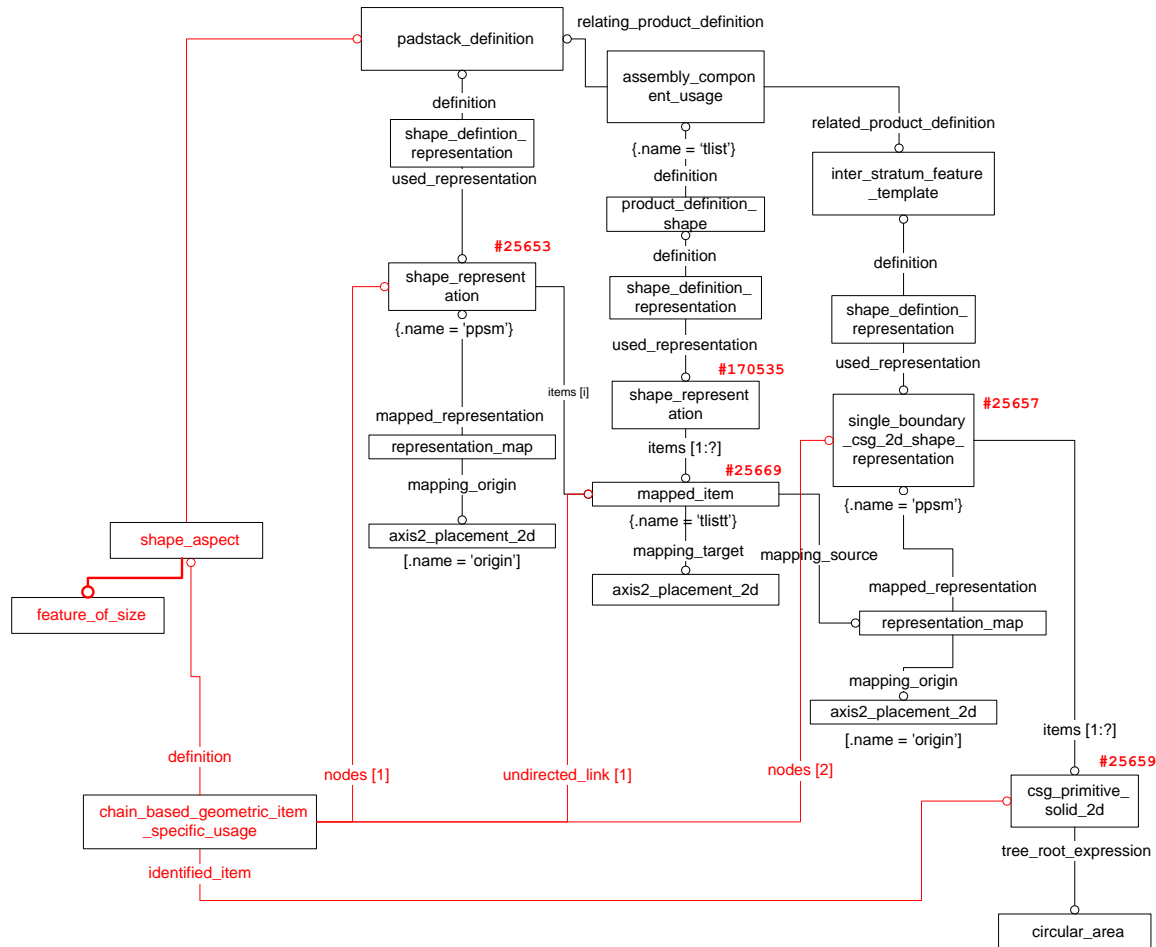 relating_product_definition
padstack_definition
assembly_compon
ent_usage
definition
related_product_definition
shape_defintion_
representation
{.name = 'tlist'}
inter_stratum_feature
_template
used_representation
definition
product_definition_
shape
#25653
definition
definition
shape_represent
ation
shape_definition_
representation
shape_defintion_
representation
{.name = 'ppsm'}
used_representation
used_representation
#170535
items [i]
shape_represent
ation
#25657
mapped_representation
single_boundary
_csg_2d_shape_
representation
representation_map
items [1:?]
#25669
mapping_origin
mapped_item
{.name = 'ppsm'}
{.name = 'tlistt'}
axis2_placement_2d
shape_aspect
mapping_target
mapping_source
[.name = 'origin']
axis2_placement_2d
mapped_representation
feature_of_size
representation_map
mapping_origin
axis2_placement_2d
[.name = 'origin']
items [1:?]
definition
#25659
nodes [1]
undirected_link [1]
nodes [2]
chain_based_geometric_item
_specific_usage
csg_primitive_
solid_2d
tree_root_expression
identified_item
circular_area